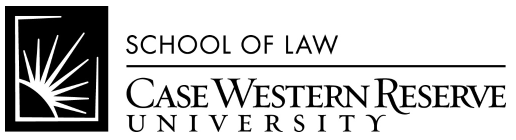 SCHOOL OF LAW
CASE WESTERN RESERVE
UNIVERSITY